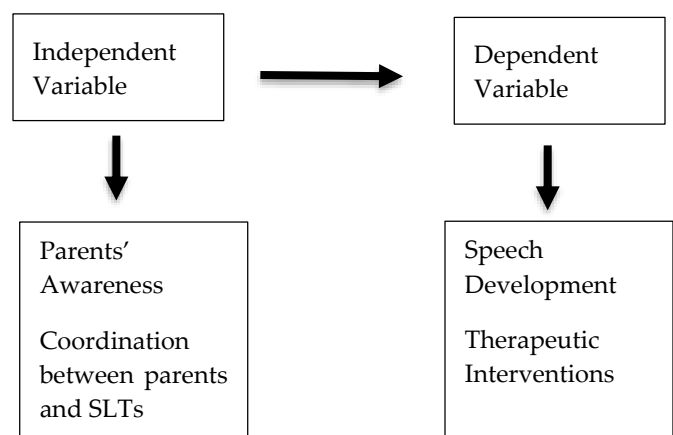 Independent
Variable
Dependent
Variable
Parents’
Awareness
Coordination
between parents
and SLTs
Speech
Development
Therapeutic
Interventions